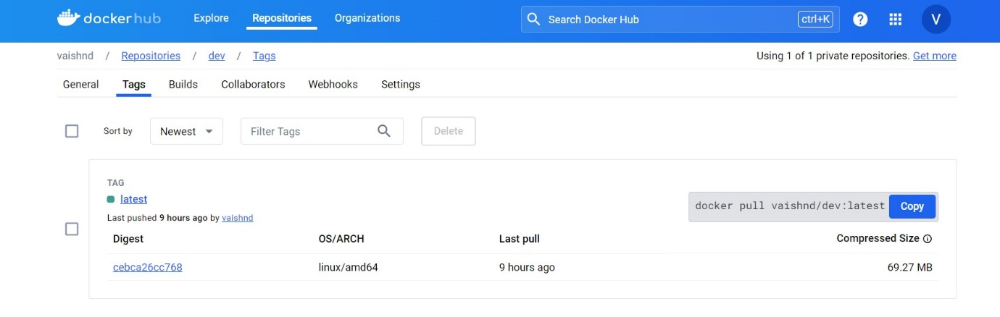 dockerhub Explore Repositories Organizations Search Docker Hub ctrl+K ? V
vaishnd / Repositories / dev / Tags Using 1 of 1 private repositories. Get more
General Tags Builds Collaborators Webhooks Settings
Sort by Newest Filter Tags Delete
TAG
latest
docker pull vaishnd/dev:latest Copy
Last pushed 9 hours ago by vaishnd
Digest OS/ARCH Last pull Compressed Size
cebca26cc768 linux/amd64 9 hours ago 69.27 MB